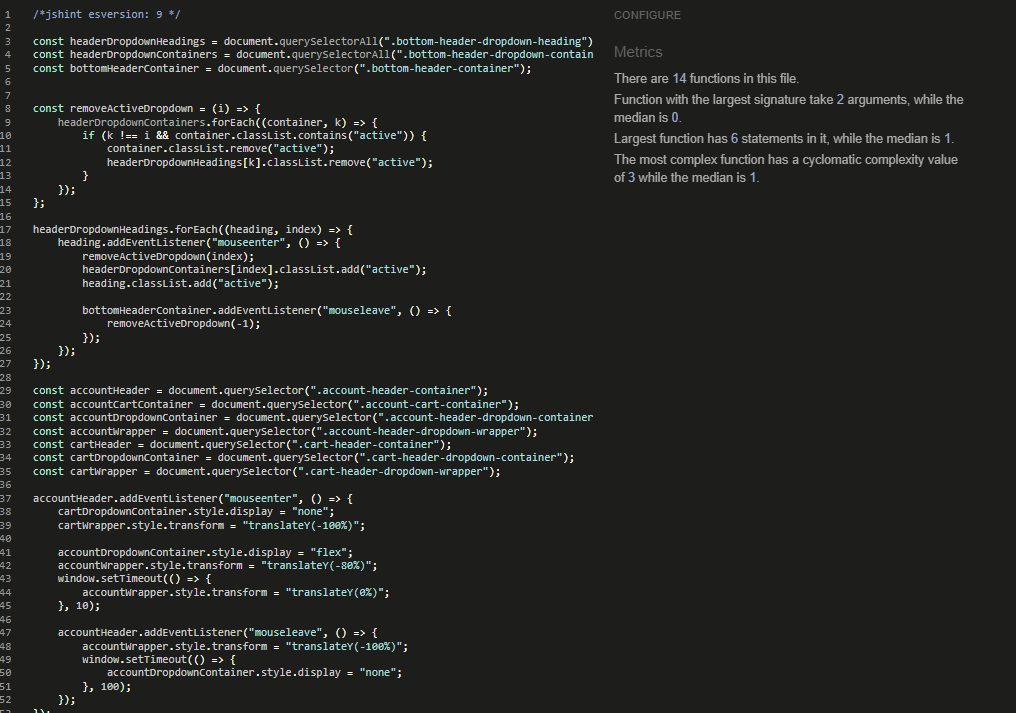 1 /*jshint esversion: 9 */
2
3 const headerDropdownHeadings = document.querySelectorAll(".bottom-header-dropdown-heading")
4 const headerDropdownContainers = document.querySelectorAll(".bottom-header-dropdown-contain
5 const bottomHeaderContainer = document.querySelector(".bottom-header-container");
6
7
8 const removeActiveDropdown = (i) => {
9 headerDropdownContainers.forEach((container, k) => {
10 if (k !== i && container.classList.contains("active")) {
11 container.classList.remove("active");
12 headerDropdownHeadings[k].classList.remove("active");
13 }
14 });
15 };
16
17 headerDropdownHeadings.forEach((heading, index) => {
18 heading.addEventListener("mouseenter", () => {
19 removeActiveDropdown(index);
20 headerDropdownContainers[index].classList.add("active");
21 heading.classList.add("active");
22
23 bottomHeaderContainer.addEventListener("mouseleave", () => {
24 removeActiveDropdown(-1);
25 });
26 });
27 });
28
29 const accountHeader = document.querySelector(".account-header-container");
30 const accountCartContainer = document.querySelector(".account-cart-container");
31 const accountDropdownContainer = document.querySelector(".account-header-dropdown-container
32 const accountWrapper = document.querySelector(".account-header-dropdown-wrapper");
33 const cartHeader = document.querySelector(".cart-header-container");
34 const cartDropdownContainer = document.querySelector(".cart-header-dropdown-container");
35 const cartWrapper = document.querySelector(".cart-header-dropdown-wrapper");
36
37 accountHeader.addEventListener("mouseenter", () => {
38 cartDropdownContainer.style.display = "none";
39 cartWrapper.style.transform = "translateY(-100%)";
40
41 accountDropdownContainer.style.display = "flex";
42 accountWrapper.style.transform = "translateY(-80%)";
43 window.setTimeout(() => {
44 accountWrapper.style.transform = "translateY(0%)";
45 }, 10);
46
47 accountHeader.addEventListener("mouseleave", () => {
48 accountWrapper.style.transform = "translateY(-100%)";
49 window.setTimeout(() => {
50 accountDropdownContainer.style.display = "none";
51 }, 100);
52 });
53 });
CONFIGURE
Metrics
There are 14 functions in this file.
Function with the largest signature take 2 arguments, while the
median is 0.
Largest function has 6 statements in it, while the median is 1.
The most complex function has a cyclomatic complexity value
of 3 while the median is 1.